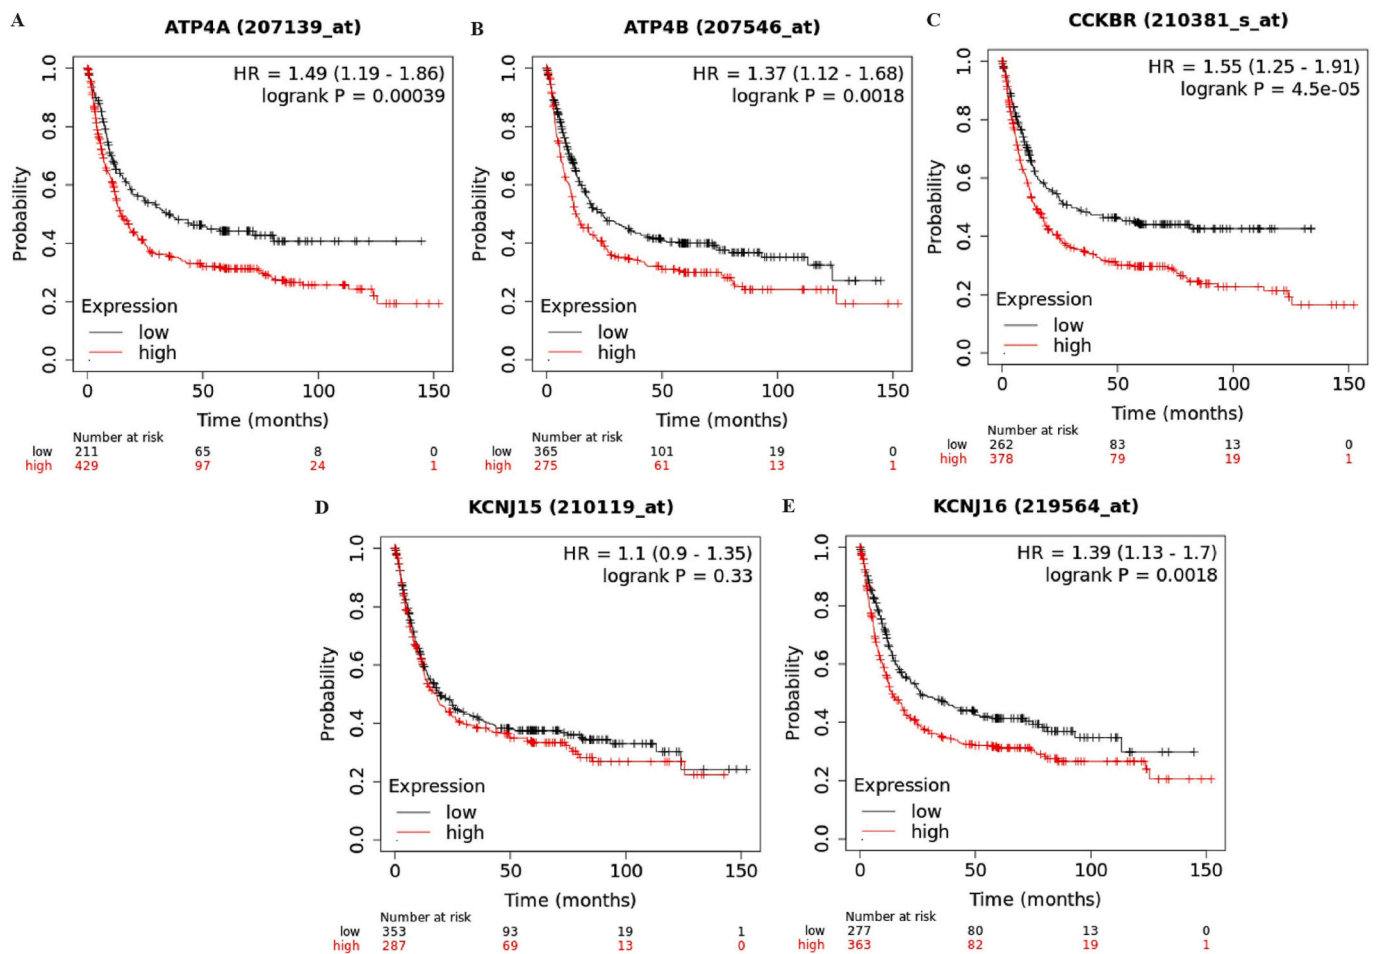 A
ATP4A (207139_at)
HR = 1.49 (1.19 - 1.86)
logrank P = 0.00039
Probability
1.0
0.8
0.6
0.4
0.2
0.0
Expression
low
high
0 50 100 150
Time (months)
Number at risk
low 211 65 8 0
high 429 97 24 1
B
ATP4B (207546_at)
HR = 1.37 (1.12 - 1.68)
logrank P = 0.0018
Probability
1.0
0.8
0.6
0.4
0.2
0.0
Expression
low
high
0 50 100 150
Time (months)
Number at risk
low 365 101 19 0
high 275 61 13 1
C
CCKBR (210381_s_at)
HR = 1.55 (1.25 - 1.91)
logrank P = 4.5e-05
Probability
1.0
0.8
0.6
0.4
0.2
0.0
Expression
low
high
0 50 100 150
Time (months)
Number at risk
low 262 83 13 0
high 378 79 19 1
D
KCNJ15 (210119_at)
HR = 1.1 (0.9 - 1.35)
logrank P = 0.33
Probability
1.0
0.8
0.6
0.4
0.2
0.0
Expression
low
high
0 50 100 150
Time (months)
Number at risk
low 353 93 19 1
high 287 69 13 0
E
KCNJ16 (219564_at)
HR = 1.39 (1.13 - 1.7)
logrank P = 0.0018
Probability
1.0
0.8
0.6
0.4
0.2
0.0
Expression
low
high
0 50 100 150
Time (months)
Number at risk
low 277 80 13 0
high 363 82 19 1